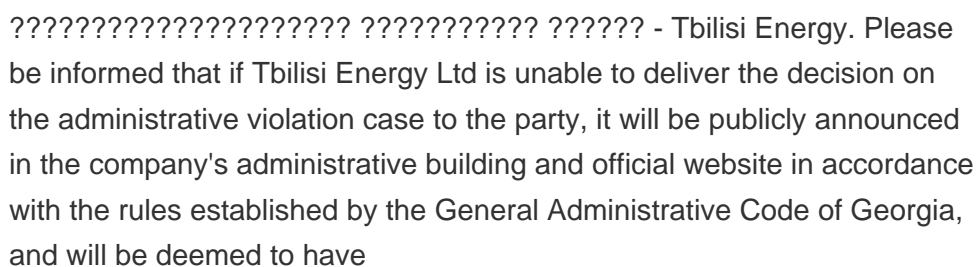 ????????????????????? ??????????? ?????? - Tbilisi Energy. Please
be informed that if Tbilisi Energy Ltd is unable to deliver the decision on
the administrative violation case to the party, it will be publicly announced
in the company's administrative building and official website in accordance
with the rules established by the General Administrative Code of Georgia,
and will be deemed to have